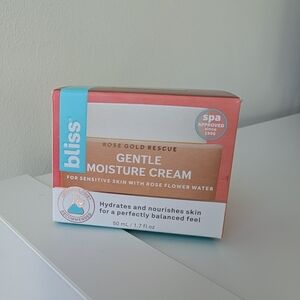 bliss
spa
APPROVED
SINCE
1996
ROSE GOLD RESCUE
GENTLE
MOISTURE CREAM
FOR SENSITIVE SKIN WITH ROSE FLOWER WATER
Hydrates and nourishes skin
for a perfectly balanced feel
50 mL / 1.7 fl oz